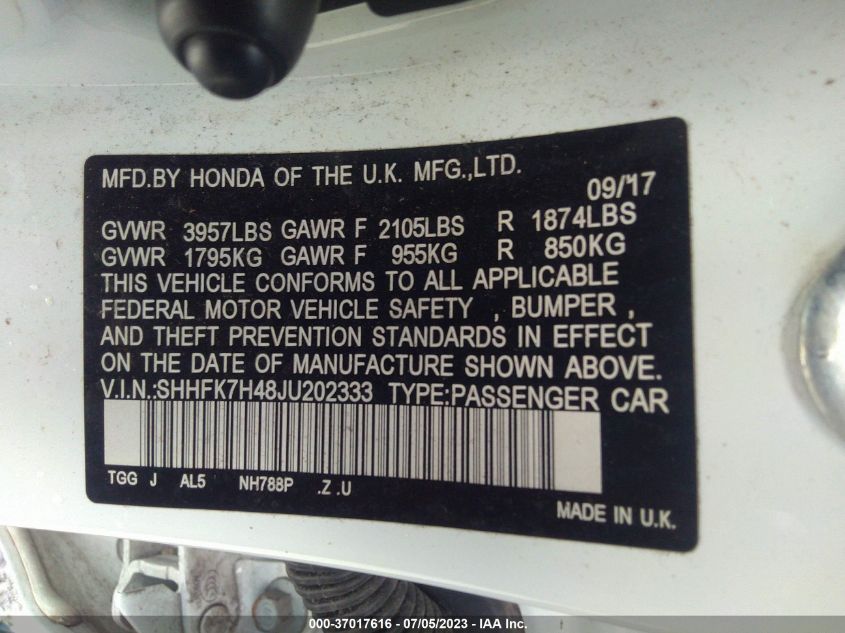 MFD.BY HONDA OF THE U.K. MFG.,LTD.
09/'17
GVWR 3957LBS GAWR F 2105LBS R 1874LBS
GVWR 1795KG GAWR F 955KG R 850KG
THIS VEHICLE CONFORMS TO ALL APPLICABLE
FEDERAL MOTOR VEHICLE SAFETY , BUMPER ,
AND THEFT PREVENTION STANDARDS IN EFFECT
ON THE DATE OF MANUFACTURE SHOWN ABOVE.
V.I.N.:SHHFK7H48JU202333 TYPE:PASSENGER CAR
TGG J AL5 NH788P .Z .U
MADE IN U.K.
000-37017616 - 07/05/2023 - IAA Inc.